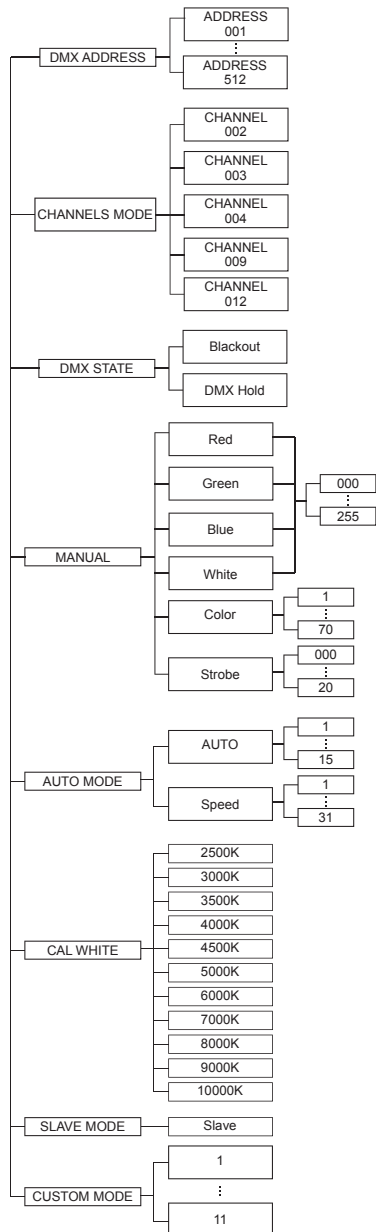 DMX ADDRESS
ADDRESS
001
ADDRESS
512
CHANNELS MODE
CHANNEL
002
CHANNEL
003
CHANNEL
004
CHANNEL
009
CHANNEL
012
DMX STATE
Blackout
DMX Hold
MANUAL
Red
Green
Blue
White
000
255
Color
1
70
Strobe
000
20
AUTO MODE
AUTO
1
15
Speed
1
31
CAL WHITE
2500K
3000K
3500K
4000K
4500K
5000K
6000K
7000K
8000K
9000K
10000K
SLAVE MODE
Slave
CUSTOM MODE
1
11